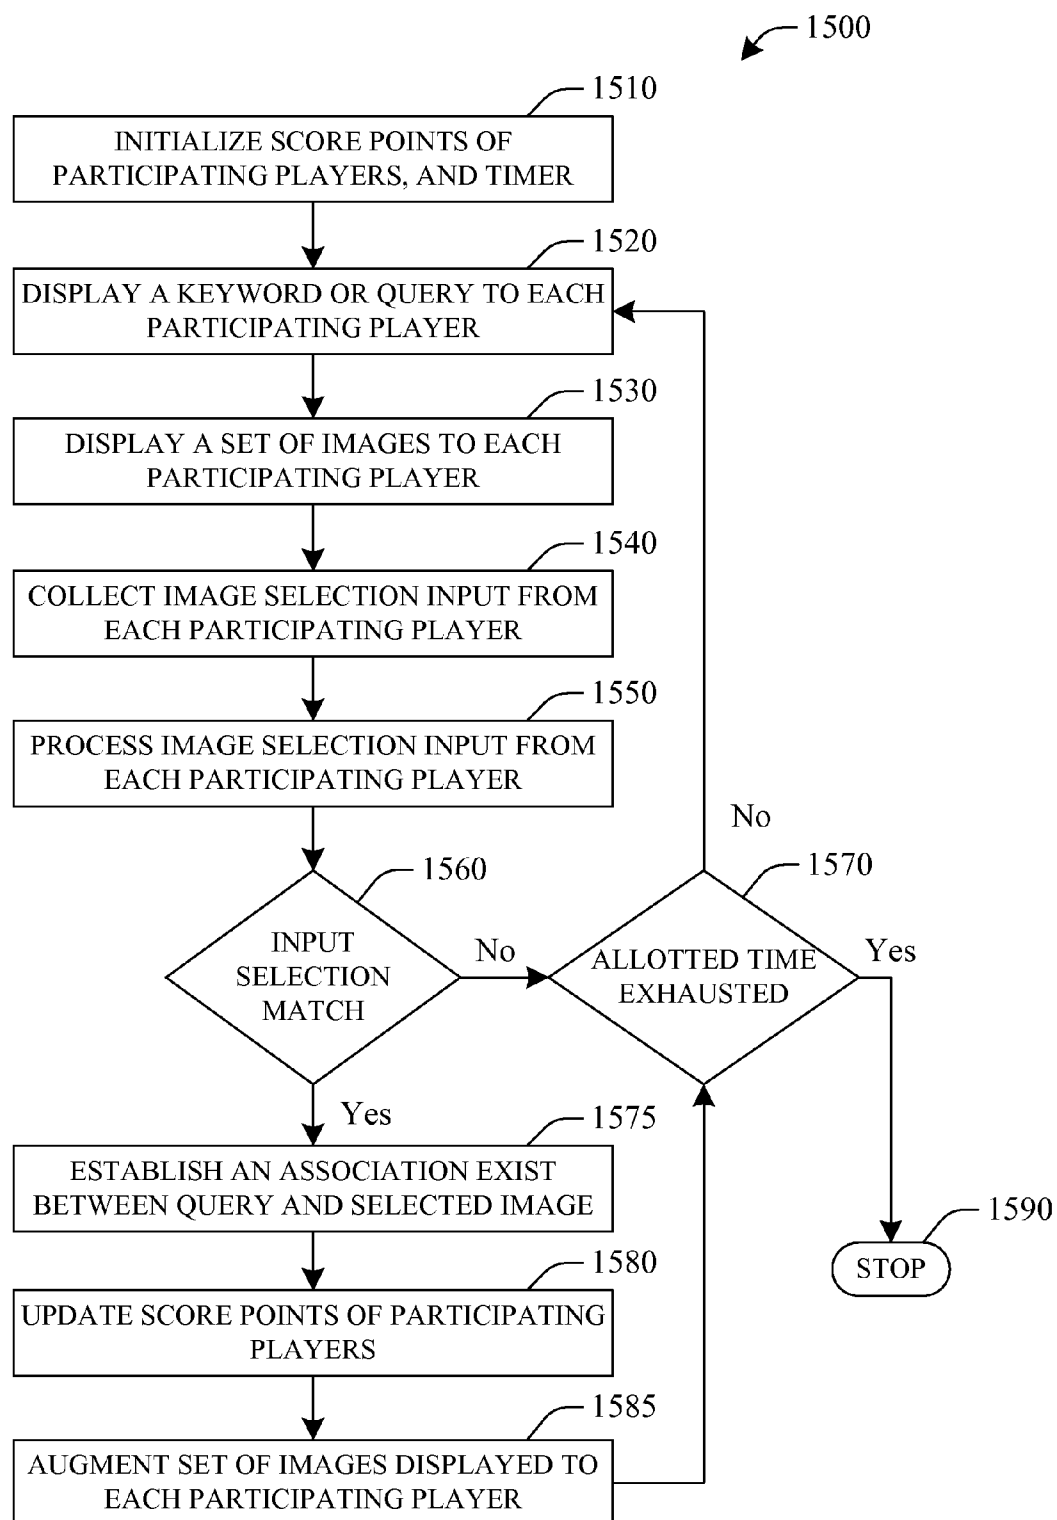 1500
1510
INITIALIZE SCORE POINTS OF
PARTICIPATING PLAYERS, AND TIMER
1520
DISPLAY A KEYWORD OR QUERY TO EACH
PARTICIPATING PLAYER
1530
DISPLAY A SET OF IMAGES TO EACH
PARTICIPATING PLAYER
1540
COLLECT IMAGE SELECTION INPUT FROM
EACH PARTICIPATING PLAYER
1550
PROCESS IMAGE SELECTION INPUT FROM
EACH PARTICIPATING PLAYER
1560
INPUT
SELECTION
MATCH
No
1570
ALLOTTED TIME
EXHAUSTED
No
Yes
Yes
1575
ESTABLISH AN ASSOCIATION EXIST
BETWEEN QUERY AND SELECTED IMAGE
1580
UPDATE SCORE POINTS OF PARTICIPATING
PLAYERS
1585
AUGMENT SET OF IMAGES DISPLAYED TO
EACH PARTICIPATING PLAYER
1590
STOP